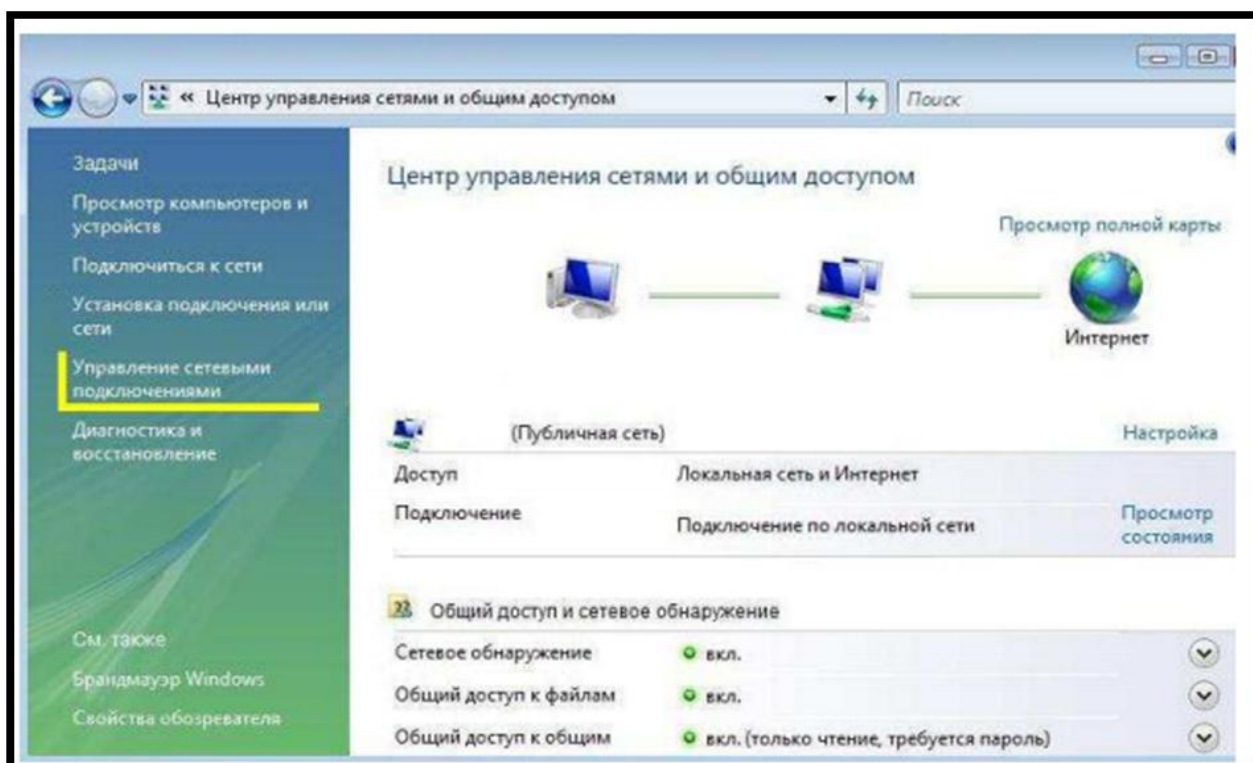 « Центр управления сетями и общим доступом
Поиск
Задачи
Просмотр компьютеров и
устройств
Подключиться к сети
Установка подключения или
сети
Управление сетевыми
подключениями
Диагностика и
восстановление
См. также
Брандмауэр Windows
Свойства обозревателя
Центр управления сетями и общим доступом
Просмотр полной карты
Интернет
(Публичная сеть) Настройка
Доступ Локальная сеть и Интернет
Подключение Подключение по локальной сети Просмотр
состояния
Общий доступ и сетевое обнаружение
Сетевое обнаружение вкл.
Общий доступ к файлам вкл.
Общий доступ к общим вкл. (только чтение, требуется пароль)